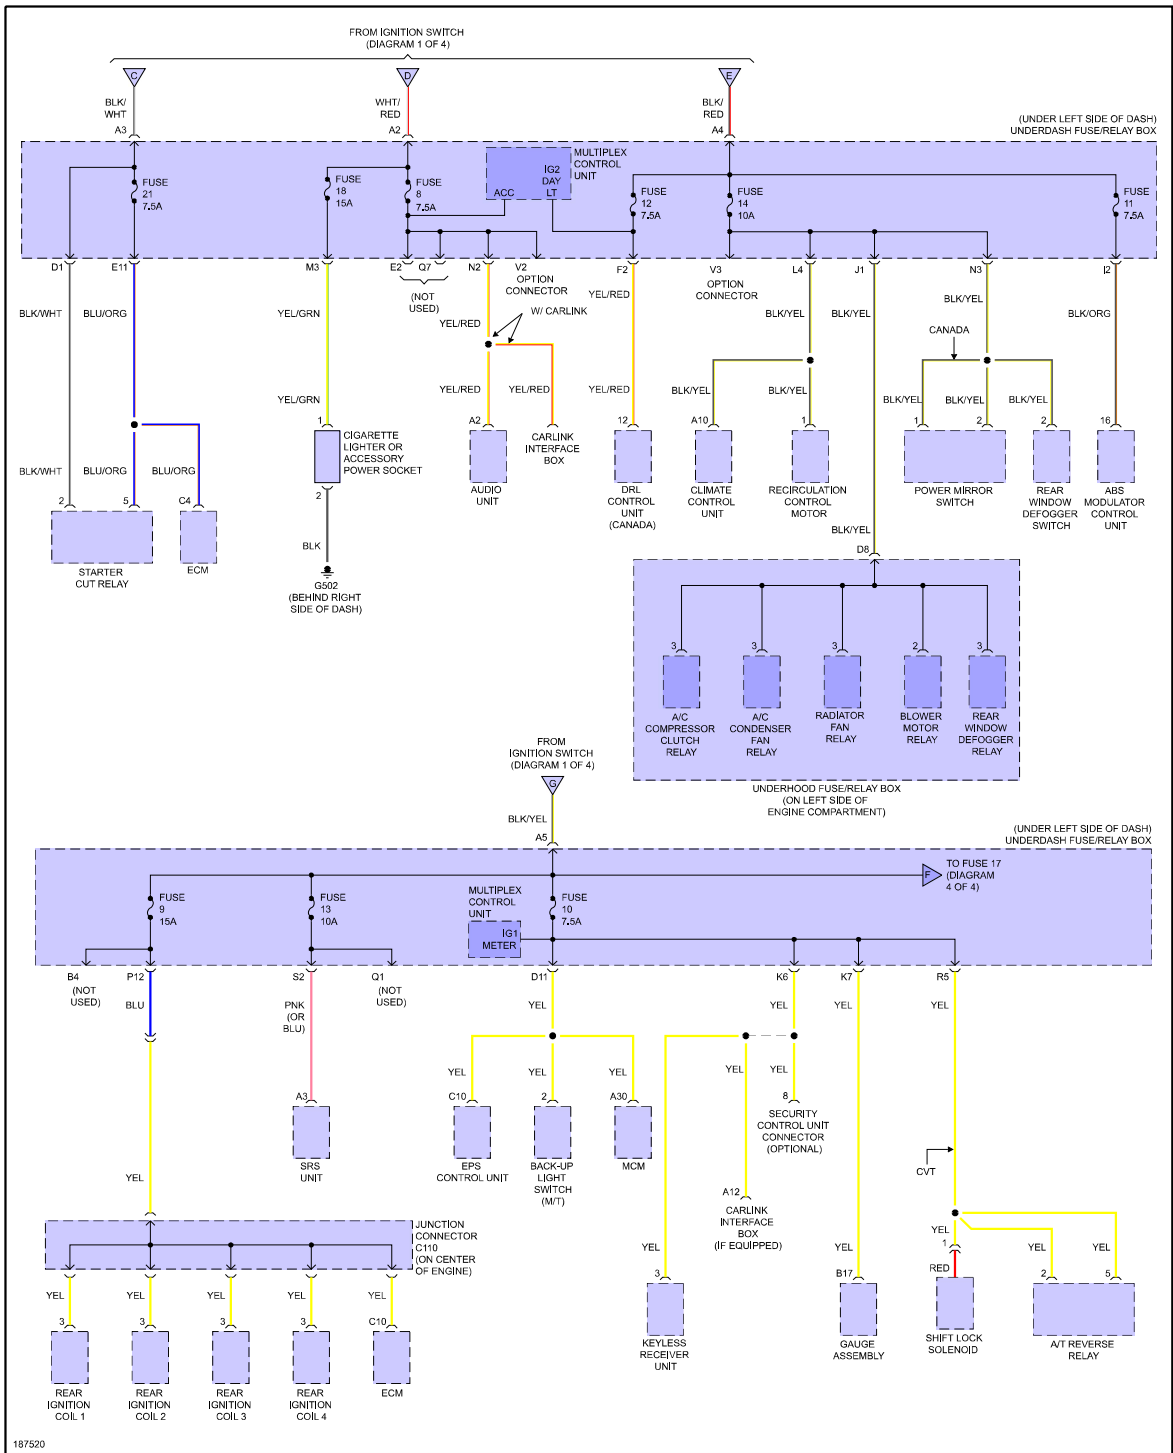 FROM IGNITION SWITCH
(DIAGRAM 1 OF 4)
C
D
E
BLK/
WHT
WHT/
RED
BLK/
RED
A3
A2
A4
(UNDER LEFT SIDE OF DASH)
UNDERDASH FUSE/RELAY BOX
FUSE
21
7.5A
FUSE
18
15A
FUSE
8
7.5A
ACC
IG2
DAY
LT
MULTIPLEX
CONTROL
UNIT
FUSE
12
7.5A
FUSE
14
10A
FUSE
11
7.5A
D1
E11
M3
E2
Q7
N2
V2
F2
V3
L4
J1
N3
I2
(NOT
USED)
OPTION
CONNECTOR
OPTION
CONNECTOR
W/ CARLINK
CANADA
BLK/WHT
BLU/ORG
YEL/GRN
YEL/RED
YEL/RED
BLK/YEL
BLK/YEL
BLK/YEL
BLK/ORG
YEL/GRN
YEL/RED
YEL/RED
YEL/RED
BLK/YEL
BLK/YEL
BLK/YEL
BLK/YEL
BLK/YEL
1
A2
12
A10
1
1
2
2
16
CIGARETTE
LIGHTER OR
ACCESSORY
POWER SOCKET
CARLINK
INTERFACE
BOX
BLK/WHT
BLU/ORG
BLU/ORG
2
5
C4
2
AUDIO
UNIT
DRL
CONTROL
UNIT
(CANADA)
CLIMATE
CONTROL
UNIT
RECIRCULATION
CONTROL
MOTOR
POWER MIRROR
SWITCH
REAR
WINDOW
DEFOGGER
SWITCH
ABS
MODULATOR
CONTROL
UNIT
BLK/YEL
D8
STARTER
CUT RELAY
ECM
BLK
G502
(BEHIND RIGHT
SIDE OF DASH)
3
3
3
2
3
A/C
COMPRESSOR
CLUTCH
RELAY
A/C
CONDENSER
FAN
RELAY
RADIATOR
FAN
RELAY
BLOWER
MOTOR
RELAY
REAR
WINDOW
DEFOGGER
RELAY
UNDERHOOD FUSE/RELAY BOX
(ON LEFT SIDE OF
ENGINE COMPARTMENT)
FROM
IGNITION SWITCH
(DIAGRAM 1 OF 4)
G
BLK/YEL
A5
(UNDER LEFT SIDE OF DASH)
UNDERDASH FUSE/RELAY BOX
FUSE
9
15A
FUSE
13
10A
MULTIPLEX
CONTROL
UNIT
IG1
METER
FUSE
10
7.5A
F
TO FUSE 17
(DIAGRAM
4 OF 4)
B4
P12
S2
Q1
D11
K6
K7
R5
(NOT
USED)
(NOT
USED)
BLU
PNK
(OR
BLU)
YEL
YEL
YEL
YEL
YEL
YEL
YEL
YEL
YEL
A3
C10
2
A30
8
SRS
UNIT
EPS
CONTROL UNIT
BACK-UP
LIGHT
SWITCH
(M/T)
MCM
SECURITY
CONTROL UNIT
CONNECTOR
(OPTIONAL)
CVT
YEL
A12
CARLINK
INTERFACE
BOX
(IF EQUIPPED)
JUNCTION
CONNECTOR
C110
(ON CENTER
OF ENGINE)
YEL
YEL
YEL
YEL
YEL
1
3
B17
RED
2
5
YEL
YEL
YEL
YEL
YEL
3
3
3
3
C10
KEYLESS
RECEIVER
UNIT
GAUGE
ASSEMBLY
SHIFT LOCK
SOLENOID
A/T REVERSE
RELAY
REAR
IGNITION
COIL 1
REAR
IGNITION
COIL 2
REAR
IGNITION
COIL 3
REAR
IGNITION
COIL 4
ECM
187520